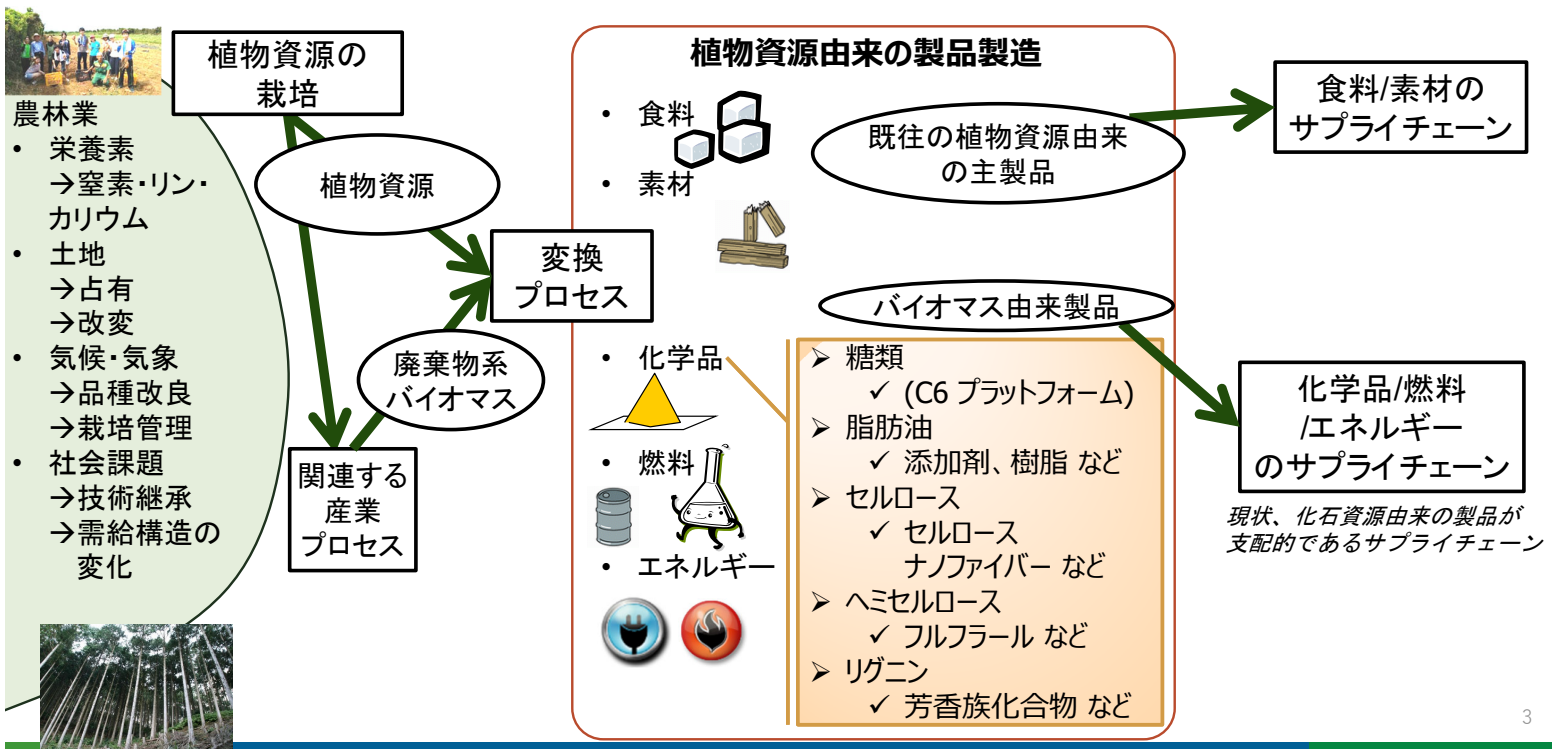 植物資源の
栽培
農林業
• 栄養素
→窒素・リン・
カリウム
• 土地
→占有
→改変
• 気候・気象
→品種改良
→栽培管理
• 社会課題
→技術継承
→需給構造の
変化
植物資源
変換
プロセス
廃棄物系
バイオマス
関連する
産業
プロセス
植物資源由来の製品製造
• 食料
• 素材
既往の植物資源由来
の主製品
バイオマス由来製品
• 化学品
• 燃料
• エネルギー
➢ 糖類
✓ (C6 プラットフォーム)
➢ 脂肪油
✓ 添加剤、樹脂 など
➢ セルロース
✓ セルロース
ナノファイバー など
➢ ヘミセルロース
✓ フルフラール など
➢ リグニン
✓ 芳香族化合物 など
食料/素材の
サプライチェーン
化学品/燃料
/エネルギー
のサプライチェーン
現状、化石資源由来の製品が
支配的であるサプライチェーン
3